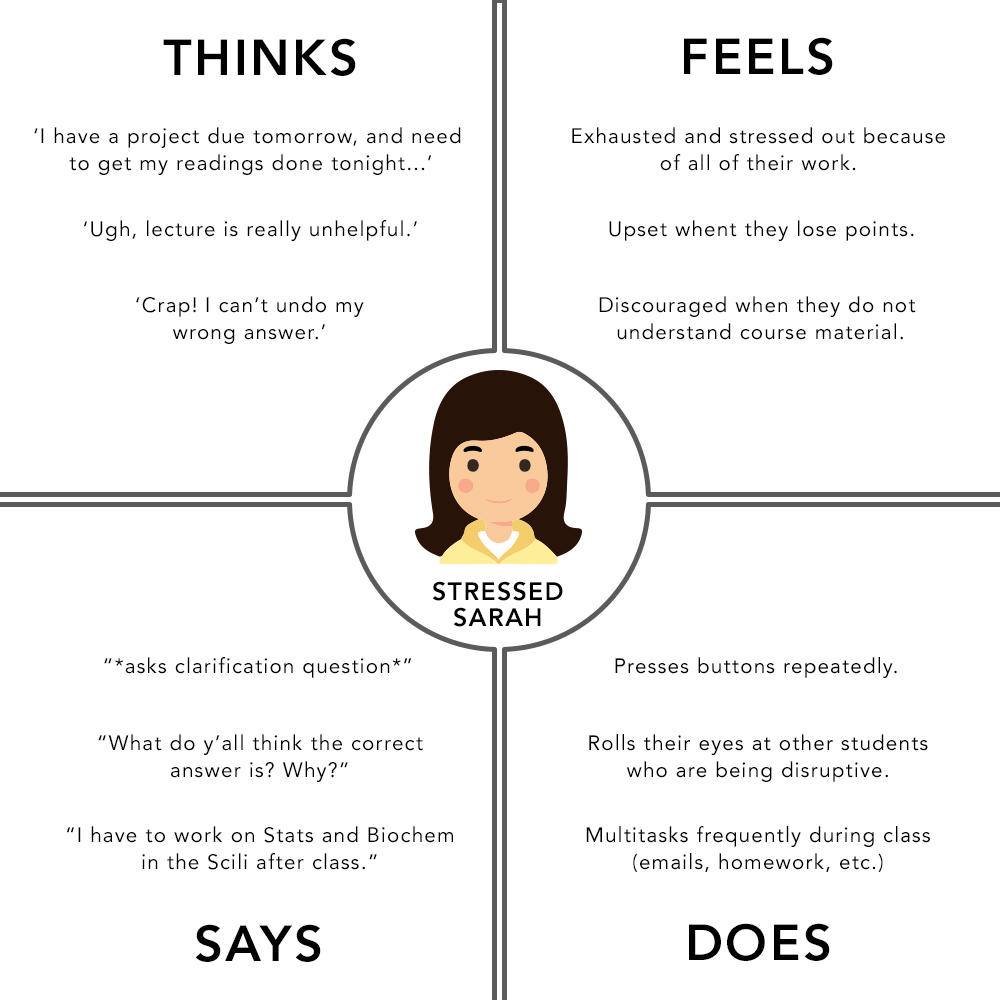 THINKS
‘I have a project due tomorrow, and need
to get my readings done tonight...’
‘Ugh, lecture is really unhelpful.’
‘Crap! I can’t undo my
wrong answer.’
FEELS
Exhausted and stressed out because
of all of their work.
Upset whent they lose points.
Discouraged when they do not
understand course material.
STRESSED
SARAH
“*asks clarification question*”
“What do y’all think the correct
answer is? Why?”
“I have to work on Stats and Biochem
in the Scili after class.”
SAYS
Presses buttons repeatedly.
Rolls their eyes at other students
who are being disruptive.
Multitasks frequently during class
(emails, homework, etc.)
DOES